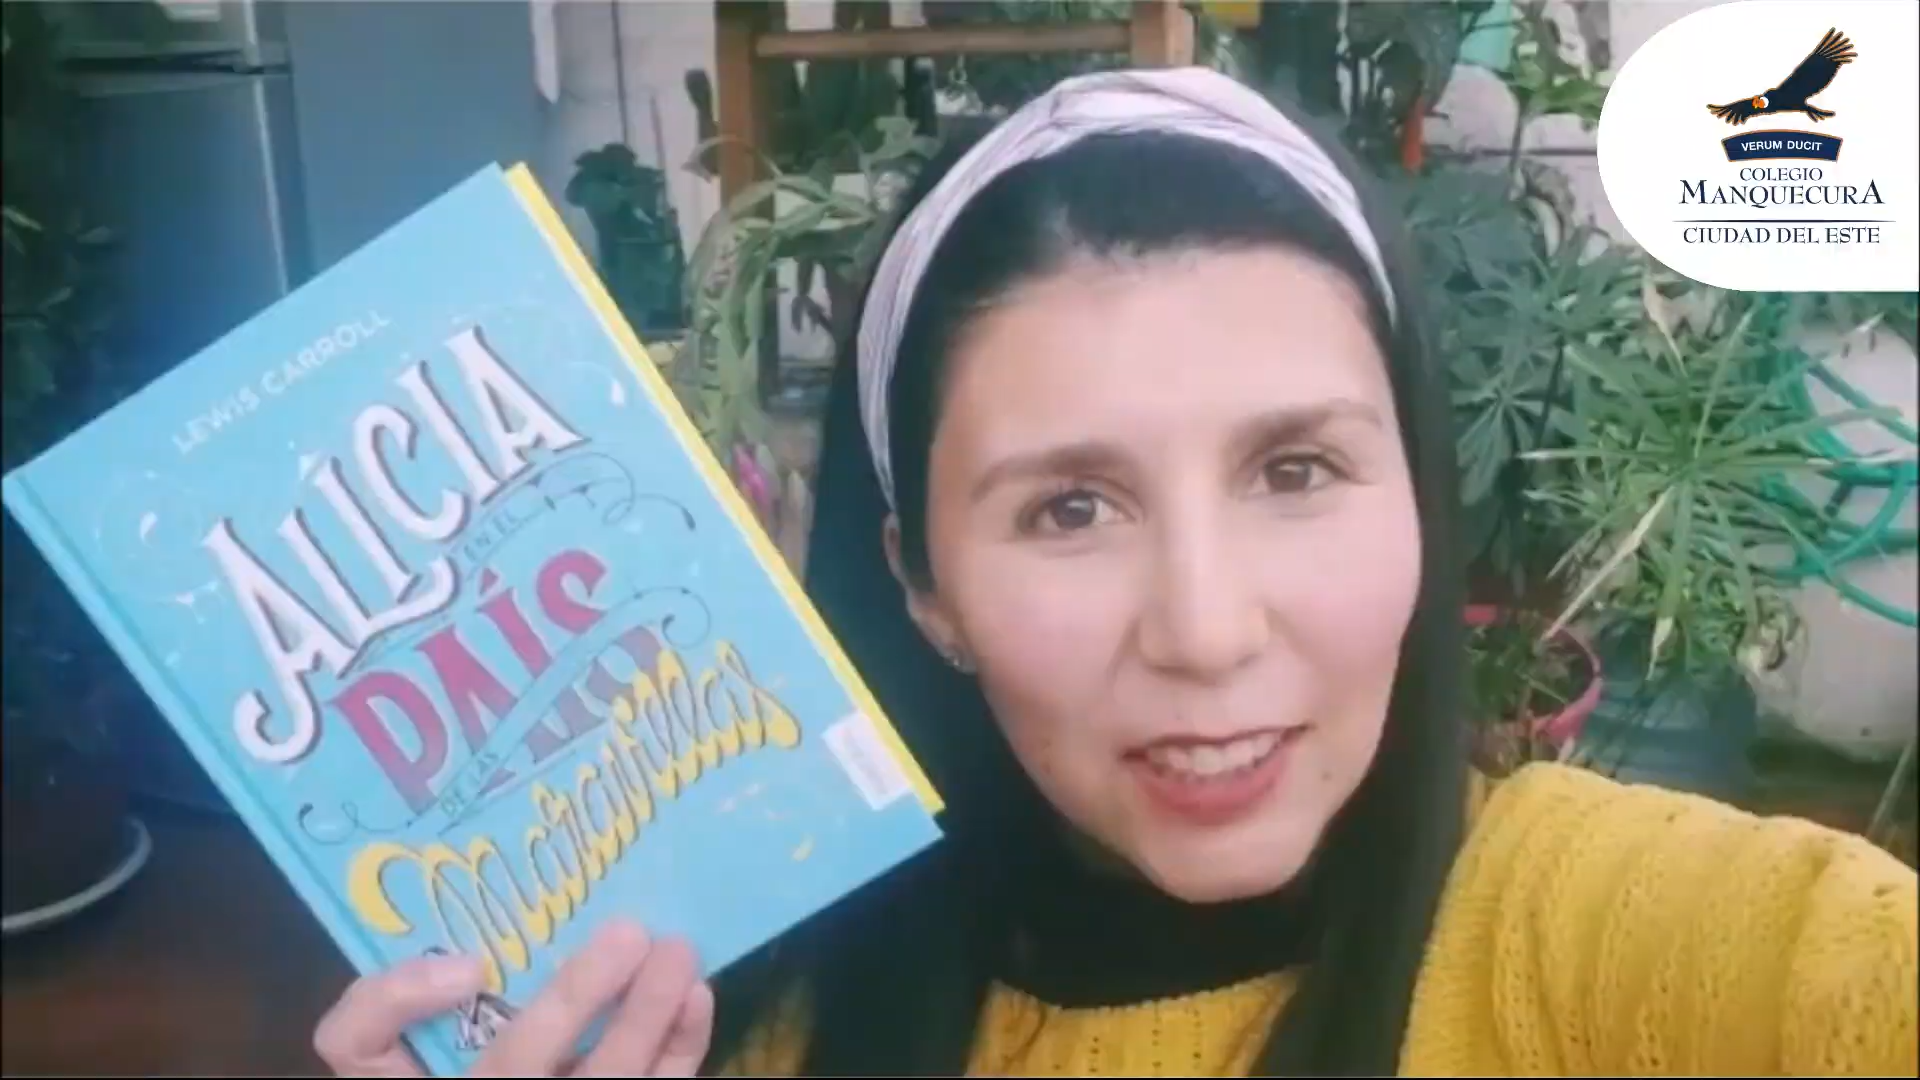 LEWIS CARROLL
ALICIA
EN EL
PAÍS
DE LAS
Maravillas
VERUM DUCIT
COLEGIO
MANQUECURA
CIUDAD DEL ESTE